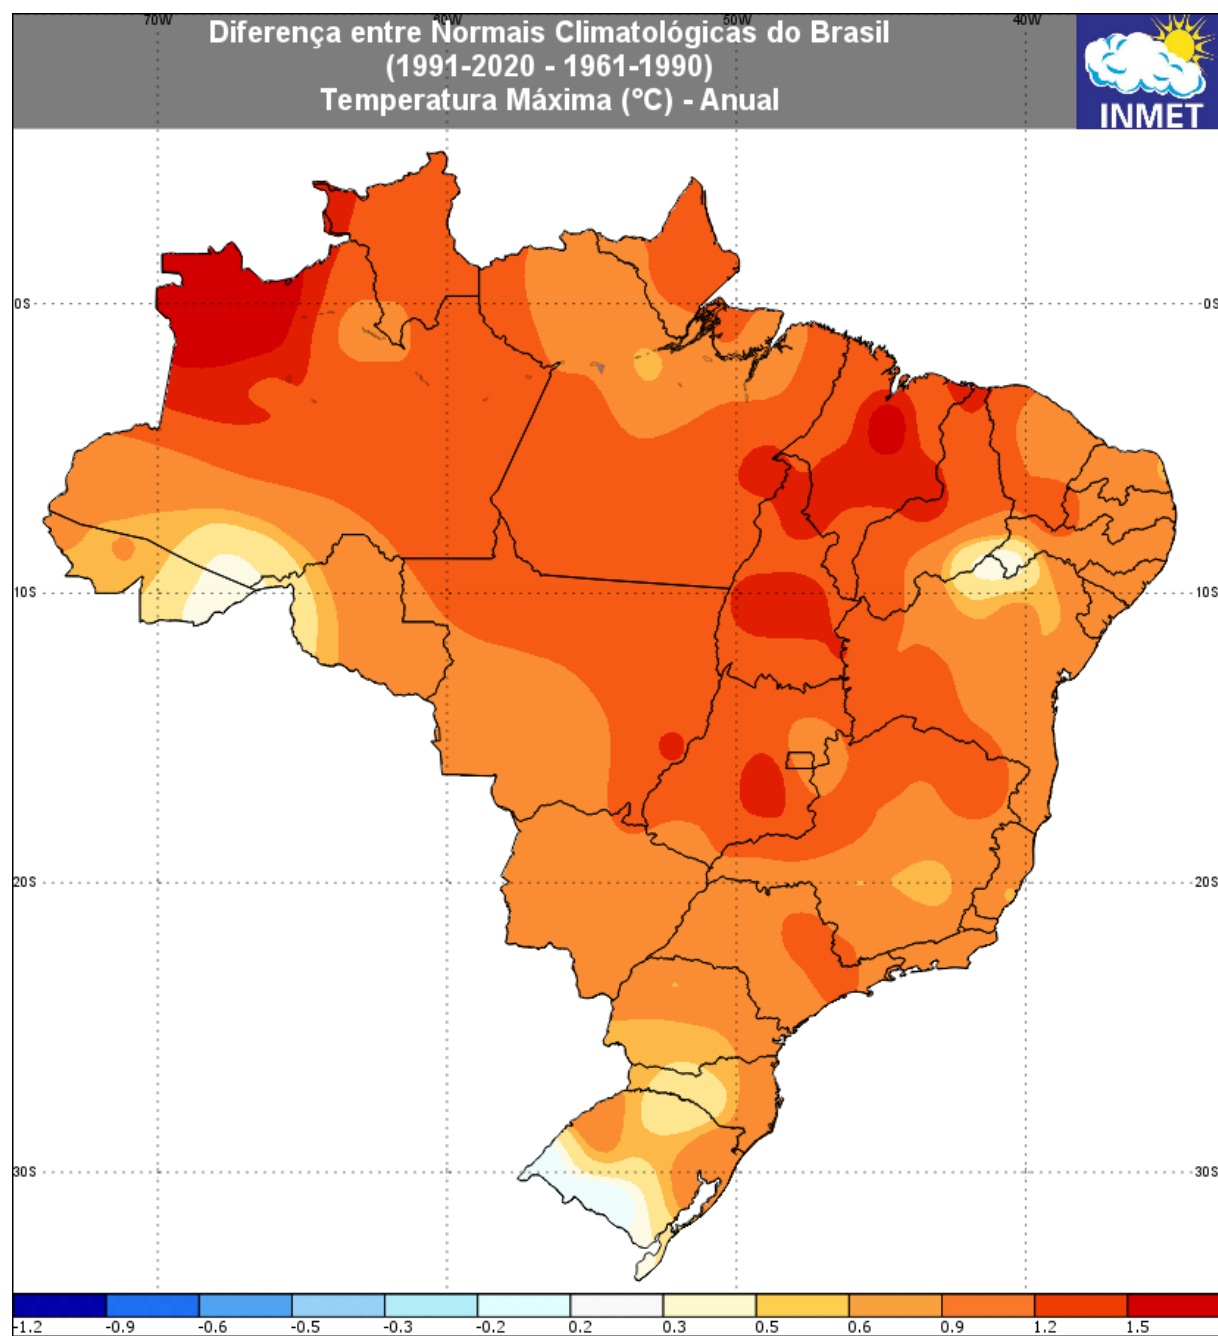 70W 60W 50W 40W
Diferença entre Normais Climatológicas do Brasil
(1991-2020 - 1961-1990)
Temperatura Máxima (°C) - Anual
INMET
0S 0S
10S 10S
20S 20S
30S 30S
-1.2 -0.9 -0.6 -0.5 -0.3 -0.2 0.2 0.3 0.5 0.6 0.9 1.2 1.5